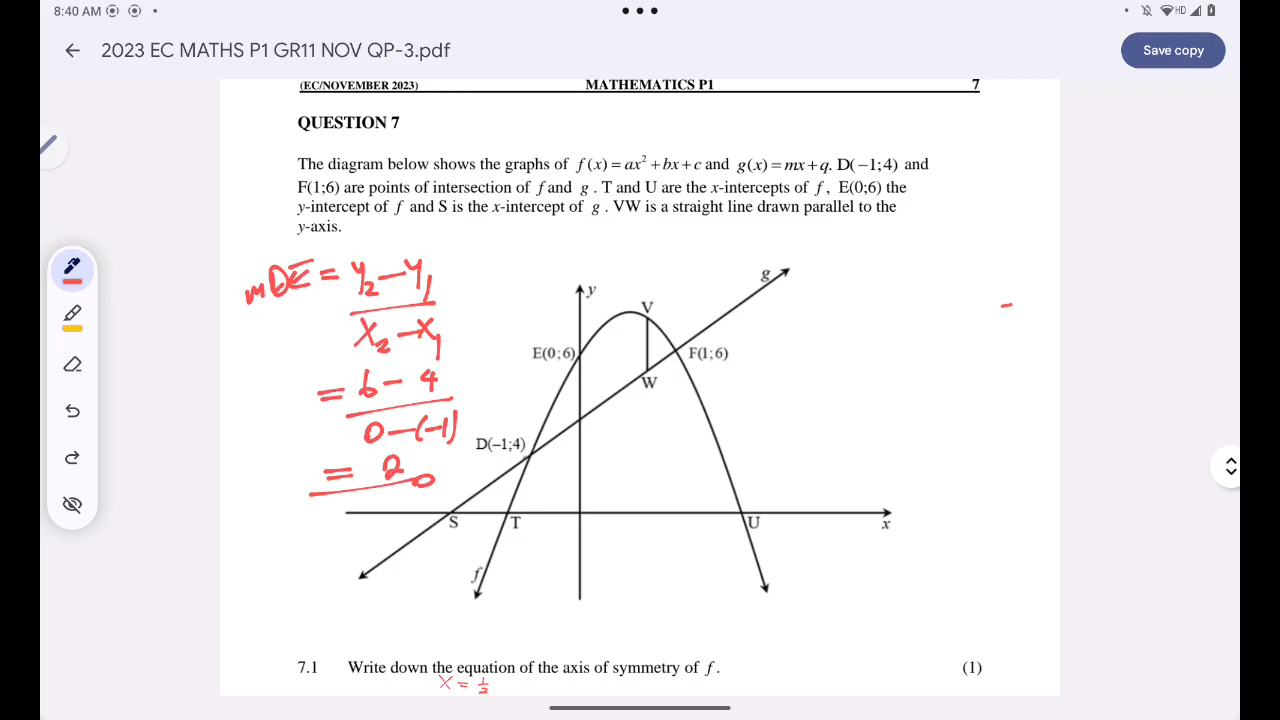 8:40 AM
HD
2023 EC MATHS P1 GR11 NOV QP-3.pdf
Save copy
(EC/NOVEMBER 2023) MATHEMATICS P1 7
QUESTION 7
The diagram below shows the graphs of f(x) = ax² + bx + c and g(x) = mx + q. D(−1;4) and
F(1;6) are points of intersection of f and g. T and U are the x-intercepts of f, E(0;6) the
y-intercept of f and S is the x-intercept of g. VW is a straight line drawn parallel to the
y-axis.
mDE = y₂ − y₁
x₂ − x₁
= 6 − 4
0 − (−1)
= 2
g
y
V
E(0;6)
F(1;6)
W
D(−1;4)
S
T
U
x
f
7.1 Write down the equation of the axis of symmetry of f. (1)
x = 1/2